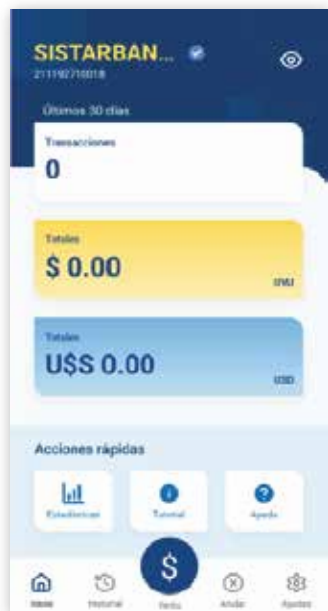 SISTARBAN...
211192710018
Últimos 30 días
Transacciones
0
Totales
$ 0.00
UYU
Totales
U$S 0.00
USD
Acciones rápidas
Estadísticas
Tutorial
Ayuda
$
Inicio
Historial
Venta
Anular
Ajustes